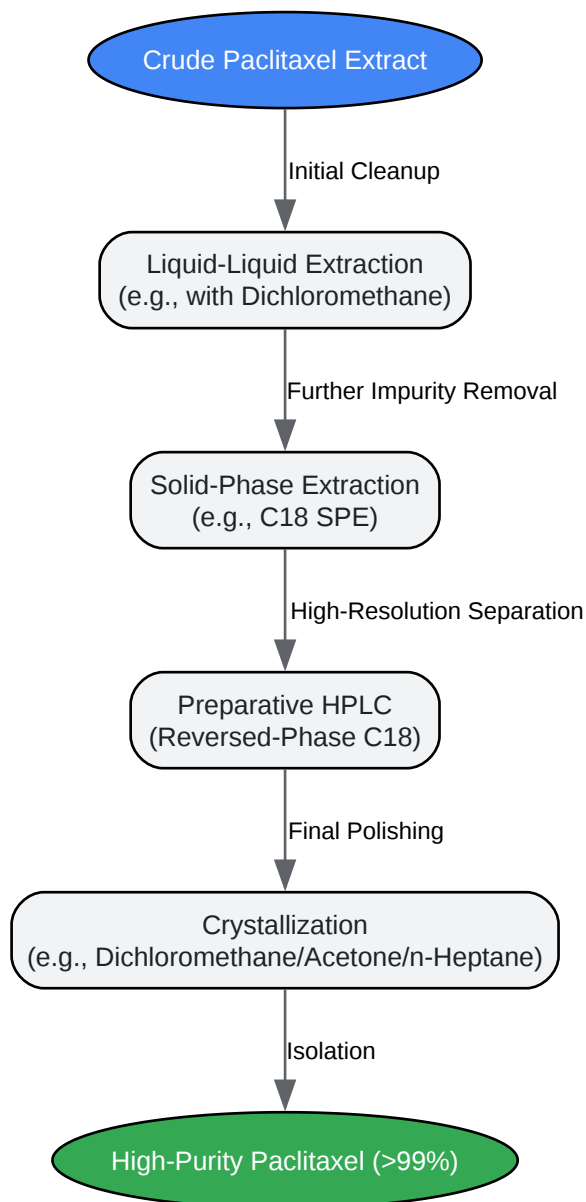 Crude Paclitaxel Extract
Initial Cleanup
Liquid-Liquid Extraction
(e.g., with Dichloromethane)
Further Impurity Removal
Solid-Phase Extraction
(e.g., C18 SPE)
High-Resolution Separation
Preparative HPLC
(Reversed-Phase C18)
Final Polishing
Crystallization
(e.g., Dichloromethane/Acetone/n-Heptane)
Isolation
High-Purity Paclitaxel (>99%)